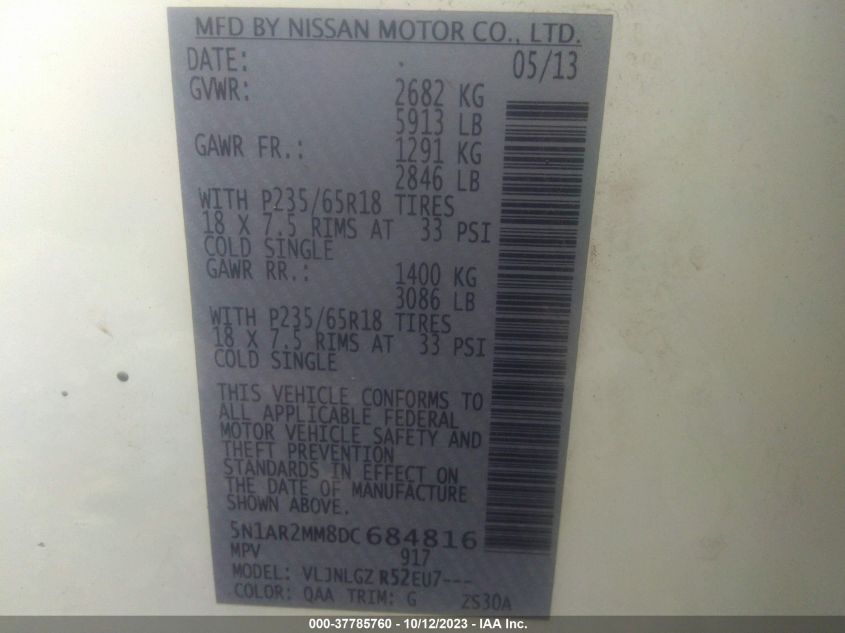 MFD BY NISSAN MOTOR CO., LTD.
DATE: 05/13
GVWR: 2682 KG
5913 LB
GAWR FR.: 1291 KG
2846 LB
WITH P235/65R18 TIRES
18 X 7.5 RIMS AT 33 PSI
COLD SINGLE
GAWR RR.: 1400 KG
3086 LB
WITH P235/65R18 TIRES
18 X 7.5 RIMS AT 33 PSI
COLD SINGLE
THIS VEHICLE CONFORMS TO
ALL APPLICABLE FEDERAL
MOTOR VEHICLE SAFETY AND
THEFT PREVENTION
STANDARDS IN EFFECT ON
THE DATE OF MANUFACTURE
SHOWN ABOVE.
5N1AR2MM8DC684816
MPV 917
MODEL: VLJNLGZ R52EU7---
COLOR: QAA TRIM: G ZS30A
000-37785760 - 10/12/2023 - IAA Inc.